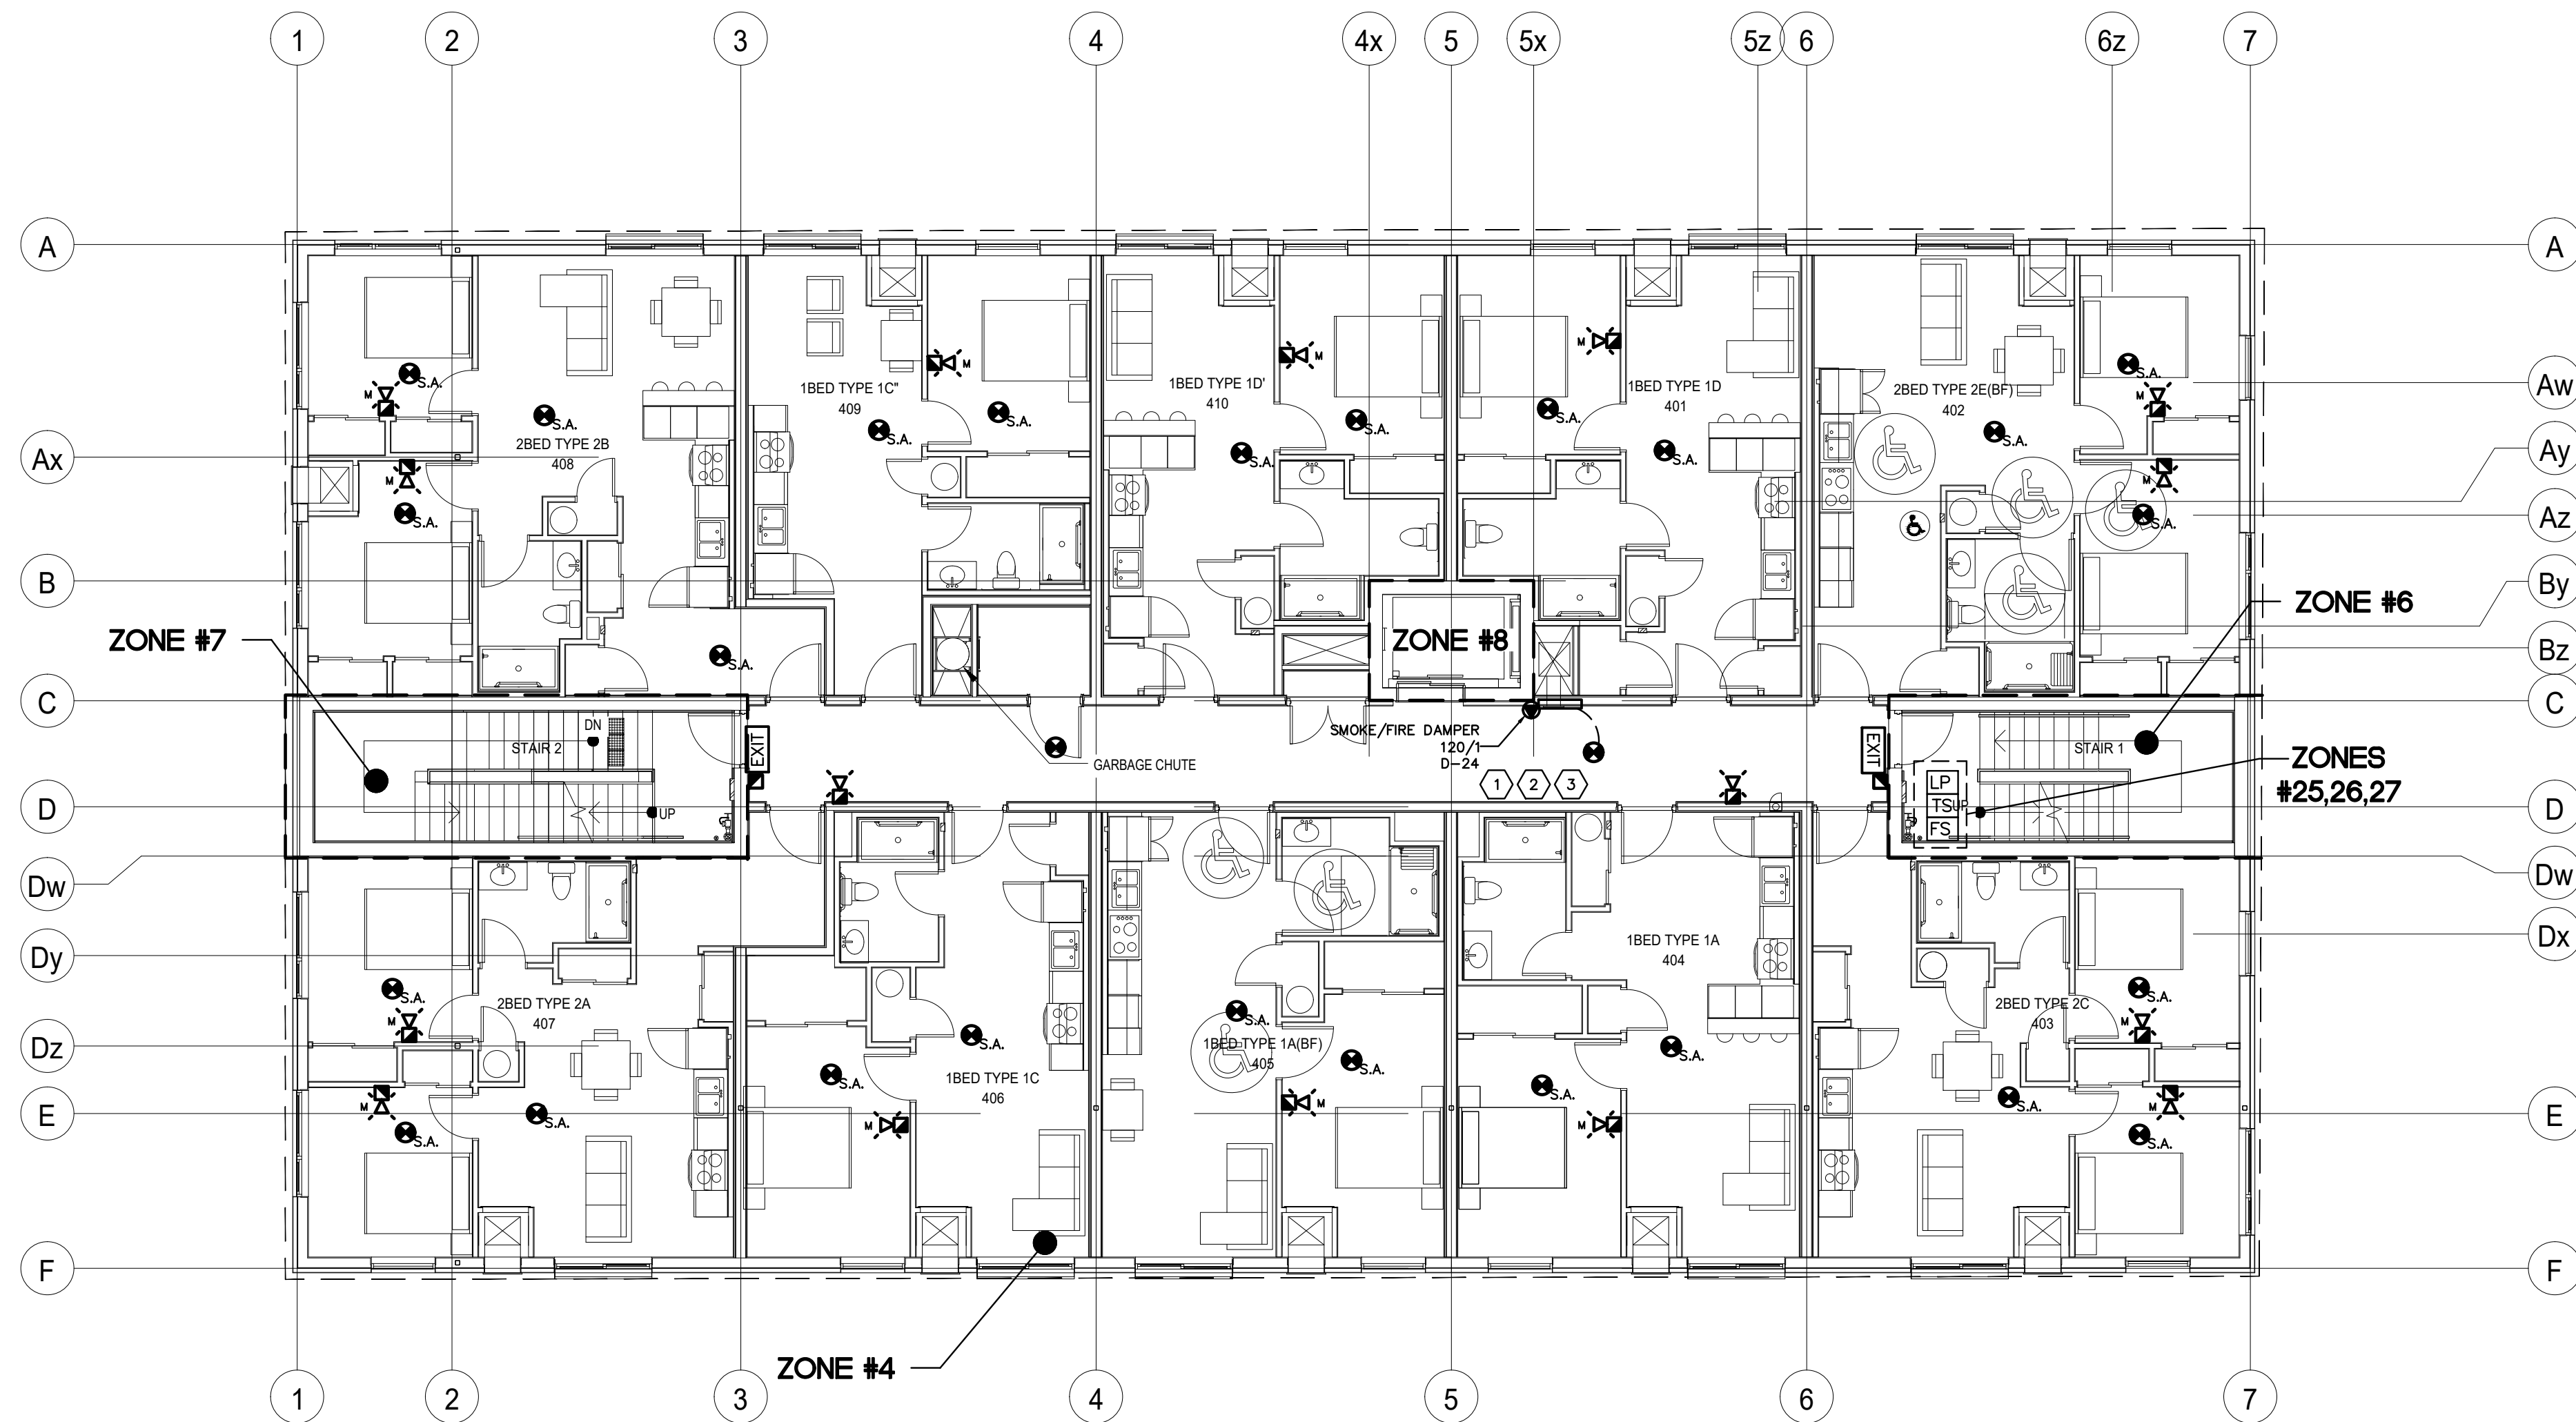 1 2 3 4 4x 5 5x 5z 6 6z 7
A A
M S.A.
S.A.
2BED TYPE 2B
408
M S.A.
1BED TYPE 1C"
409
S.A.
M
S.A.
1BED TYPE 1D'
410
S.A.
M
S.A.
M
S.A.
1BED TYPE 1D
401
S.A.
2BED TYPE 2E(BF)
402
S.A.
S.A.
M
M
S.A.
Aw
Ax Ay
Az
B By
ZONE #6
ZONE #7
ZONE #8
S.A.
Bz
C C
DN
STAIR 2
UP
EXIT
GARBAGE CHUTE
SMOKE/FIRE DAMPER
120/1
D-24
1 2 3
EXIT
STAIR 1
LP
TS UP
FS
ZONES
#25,26,27
D D
Dw Dw
Dx
Dy
Dz
S.A.
M
2BED TYPE 2A
407
M
S.A.
S.A.
S.A.
S.A.
1BED TYPE 1C
406
M
S.A.
1BED TYPE 1A(BF)
405
S.A.
M
1BED TYPE 1A
404
S.A.
S.A.
M
2BED TYPE 2C
403
S.A.
M
S.A.
M
S.A.
E E
F F
ZONE #4
1 2 3 4 5 6 7